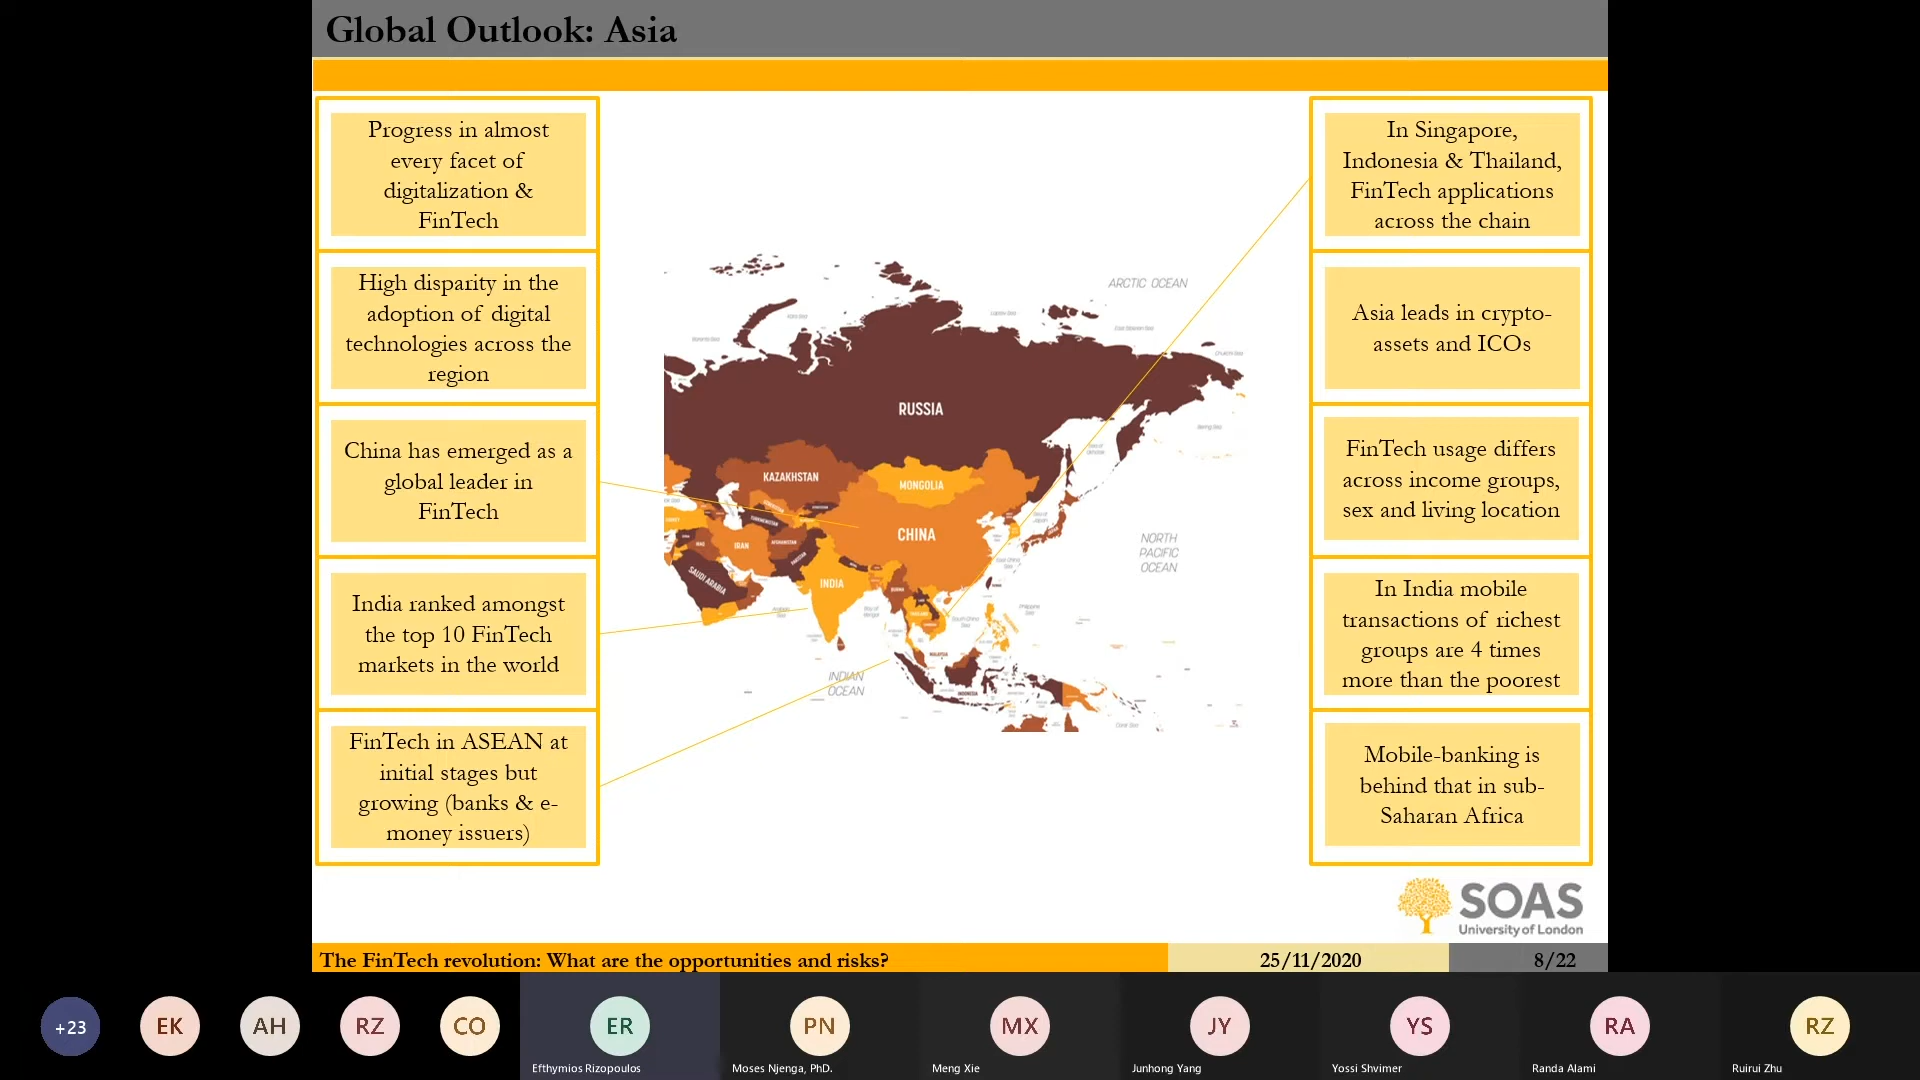 Global Outlook: Asia
Progress in almost
every facet of
digitalization &
FinTech
High disparity in the
adoption of digital
technologies across the
region
China has emerged as a
global leader in
FinTech
India ranked amongst
the top 10 FinTech
markets in the world
FinTech in ASEAN at
initial stages but
growing (banks & e-
money issuers)
ARCTIC OCEAN
RUSSIA
KAZAKHSTAN
MONGOLIA
CHINA
IRAN
INDIA
SAUDI ARABIA
NORTH
PACIFIC
OCEAN
INDIAN
OCEAN
In Singapore,
Indonesia & Thailand,
FinTech applications
across the chain
Asia leads in crypto-
assets and ICOs
FinTech usage differs
across income groups,
sex and living location
In India mobile
transactions of richest
groups are 4 times
more than the poorest
Mobile-banking is
behind that in sub-
Saharan Africa
SOAS
University of London
The FinTech revolution: What are the opportunities and risks?
25/11/2020
8/22
+23
EK
AH
RZ
CO
ER
PN
MX
JY
YS
RA
RZ
Efthymios Rizopoulos
Moses Njenga, PhD.
Meng Xie
Junhong Yang
Yossi Shvimer
Randa Alami
Ruirui Zhu